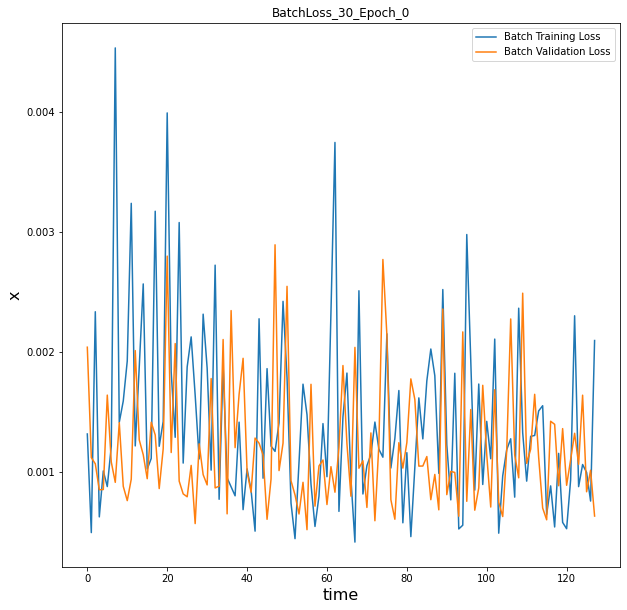 BatchLoss_30_Epoch_0
Batch Training Loss
Batch Validation Loss
0.004
0.003
0.002
0.001
x
0 20 40 60 80 100 120
time